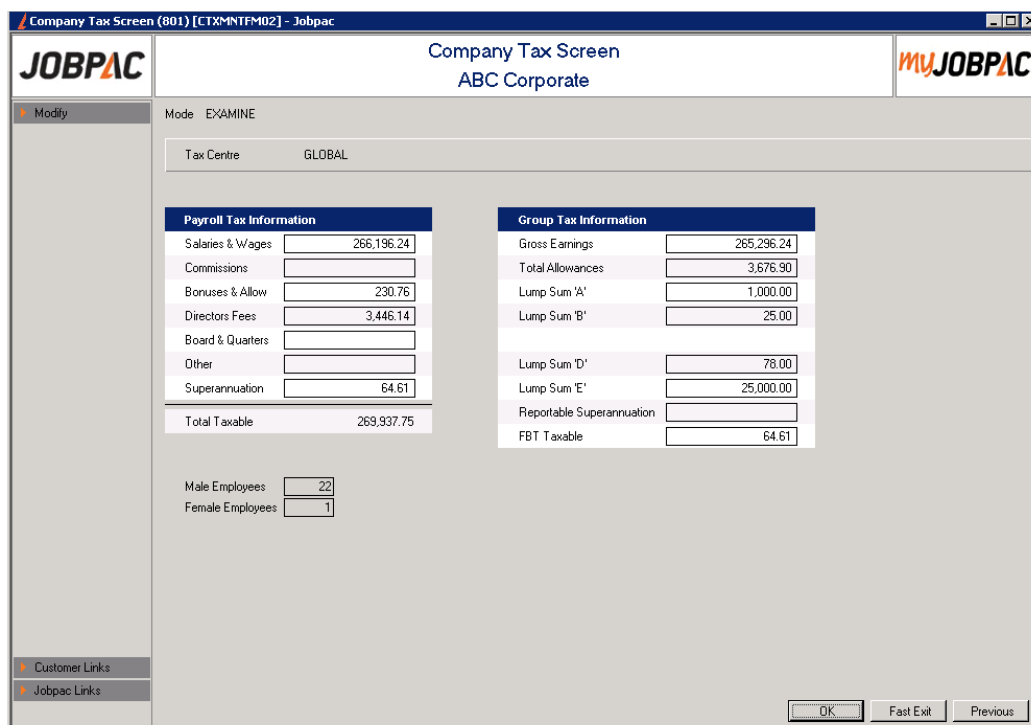 Company Tax Screen (801) [CTXMNTFM02] - Jobpac
JOBPAC
Company Tax Screen
ABC Corporate
myJOBPAC
Modify
Mode EXAMINE
Tax Centre GLOBAL
Payroll Tax Information
Salaries & Wages 266,196.24
Commissions
Bonuses & Allow 230.76
Directors Fees 3,446.14
Board & Quarters
Other
Superannuation 64.61
Total Taxable 269,937.75
Group Tax Information
Gross Earnings 265,296.24
Total Allowances 3,676.90
Lump Sum 'A' 1,000.00
Lump Sum 'B' 25.00
Lump Sum 'D' 78.00
Lump Sum 'E' 25,000.00
Reportable Superannuation
FBT Taxable 64.61
Male Employees 22
Female Employees 1
Customer Links
Jobpac Links
OK Fast Exit Previous